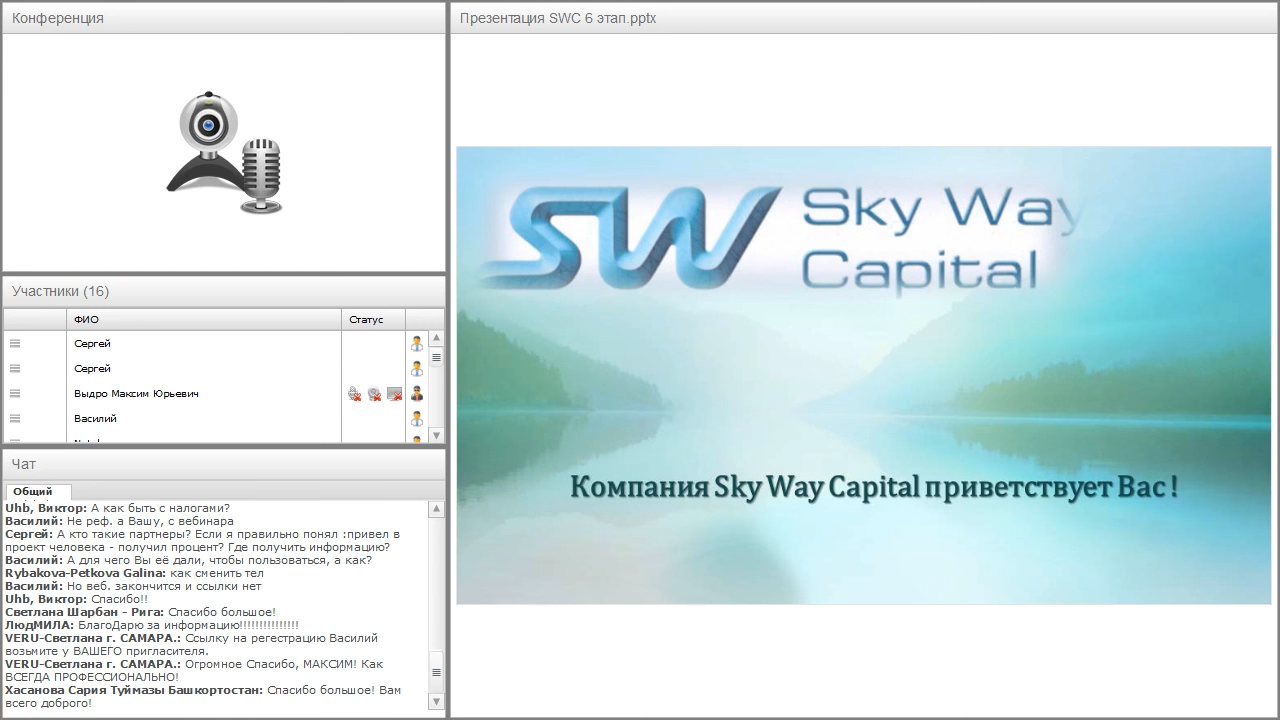 Конференция
Участники (16)
ФИО
Статус
Сергей
Сергей
Выдро Максим Юрьевич
Василий
Чат
Общий
Uhb, Виктор: А как быть с налогами?
Василий: Не реф. а Вашу, с вебинара
Сергей: А кто такие партнеры? Если я правильно понял :привел в
проект человека - получил процент? Где получить информацию?
Василий: А для чего Вы её дали, чтобы пользоваться, а как?
Rybakova-Petkova Galina: как сменить тел
Василий: Но веб. закончится и ссылки нет
Uhb, Виктор: Спасибо!!
Светлана Шарбан - Рига: Спасибо большое!
ЛюдМИЛА: БлагоДарю за информацию!!!!!!!!!!!!!!!
VERU-Светлана г. САМАРА.: Ссылку на регестрацию Василий
возьмите у ВАШЕГО пригласителя.
VERU-Светлана г. САМАРА.: Огромное Спасибо, МАКСИМ! Как
ВСЕГДА ПРОФЕССИОНАЛЬНО!
Хасанова Сария Туймазы Башкортостан: Спасибо большое! Вам
всего доброго!
Презентация SWC 6 этап.pptx
SW Sky Way
Capital
Компания Sky Way Capital приветствует Вас !